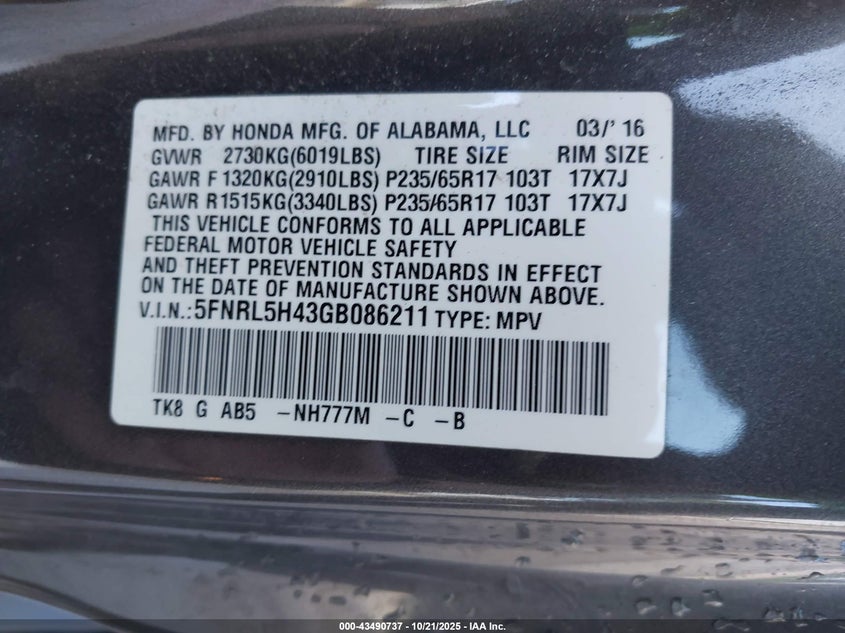 MFD. BY HONDA MFG. OF ALABAMA, LLC 03/' 16
GVWR 2730KG(6019LBS) TIRE SIZE RIM SIZE
GAWR F 1320KG(2910LBS) P235/65R17 103T 17X7J
GAWR R1515KG(3340LBS) P235/65R17 103T 17X7J
THIS VEHICLE CONFORMS TO ALL APPLICABLE
FEDERAL MOTOR VEHICLE SAFETY
AND THEFT PREVENTION STANDARDS IN EFFECT
ON THE DATE OF MANUFACTURE SHOWN ABOVE.
V.I.N.:5FNRL5H43GB086211 TYPE: MPV
TK8 G AB5 -NH777M -C -B
000-43490737 - 10/21/2025 - IAA Inc.